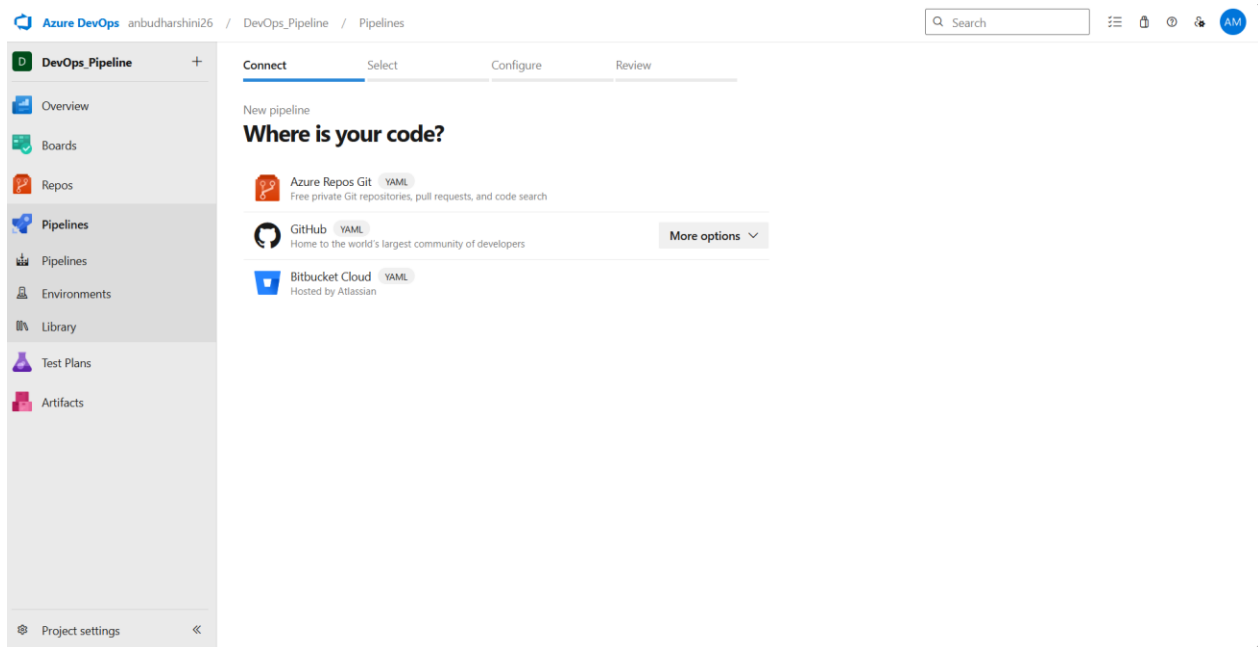 Azure DevOps anbudharshini26 / DevOps_Pipeline / Pipelines
Search
AM
D DevOps_Pipeline +
Overview
Boards
Repos
Pipelines
Pipelines
Environments
Library
Test Plans
Artifacts
Project settings
Connect Select Configure Review
New pipeline
Where is your code?
Azure Repos Git YAML
Free private Git repositories, pull requests, and code search
GitHub YAML
Home to the world's largest community of developers
More options
Bitbucket Cloud YAML
Hosted by Atlassian